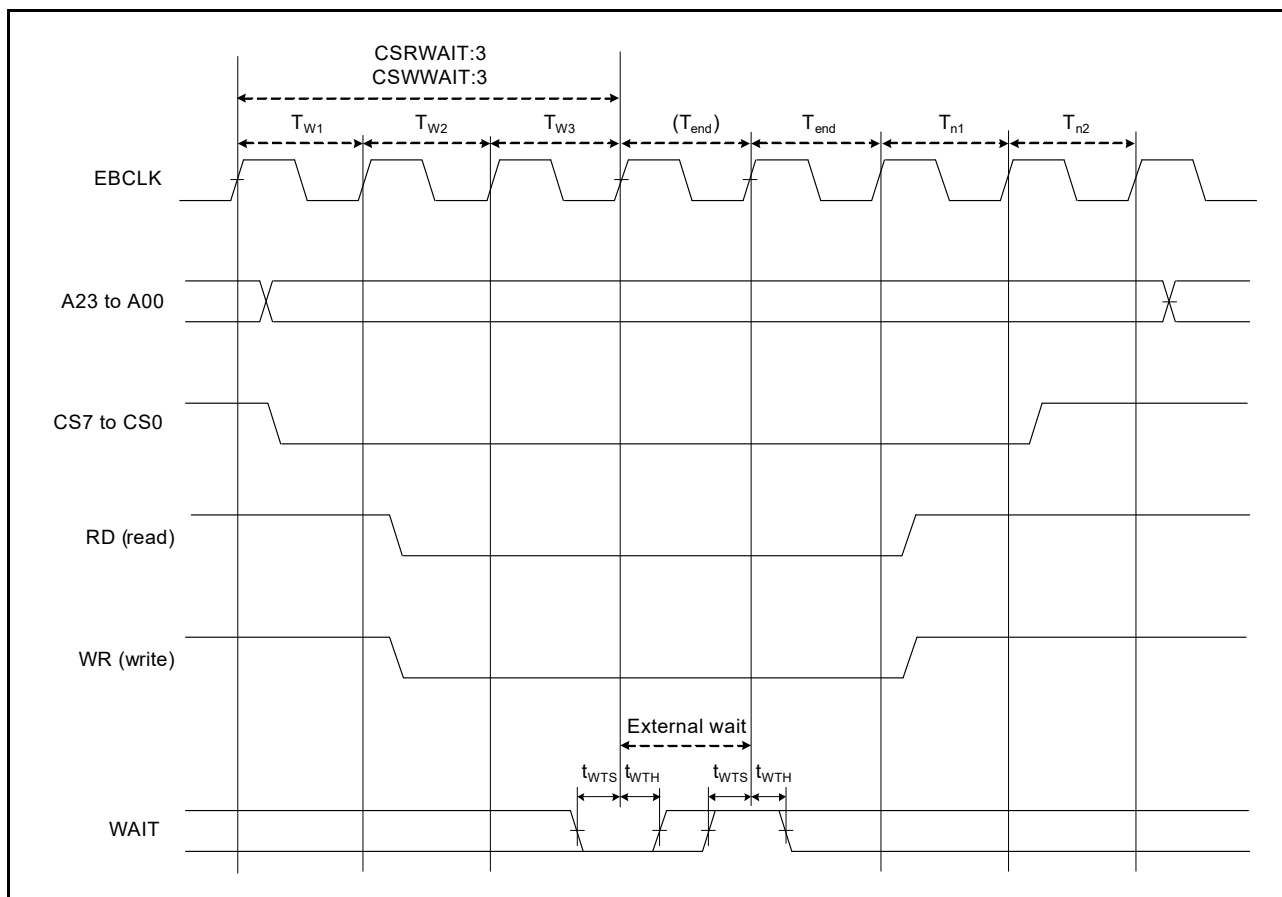 CSRWAIT:3
CSWWAIT:3
TW1 TW2 TW3 (Tend) Tend Tn1 Tn2
EBCLK
A23 to A00
CS7 to CS0
RD (read)
WR (write)
External wait
tWTS tWTH tWTS tWTH
WAIT